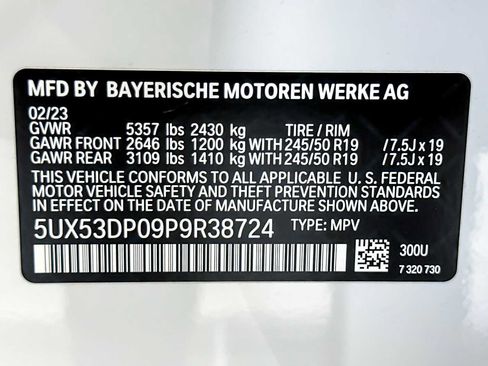 MFD BY BAYERISCHE MOTOREN WERKE AG
02/23
GVWR 5357 lbs 2430 kg TIRE / RIM
GAWR FRONT 2646 lbs 1200 kg WITH 245/50 R19 / 7.5J x 19
GAWR REAR 3109 lbs 1410 kg WITH 245/50 R19 / 7.5J x 19
THIS VEHICLE CONFORMS TO ALL APPLICABLE U. S. FEDERAL
MOTOR VEHICLE SAFETY AND THEFT PREVENTION STANDARDS
IN EFFECT ON THE DATE OF MANUFACTURE SHOWN ABOVE.
5UX53DP09P9R38724 TYPE: MPV
300U
7 320 730